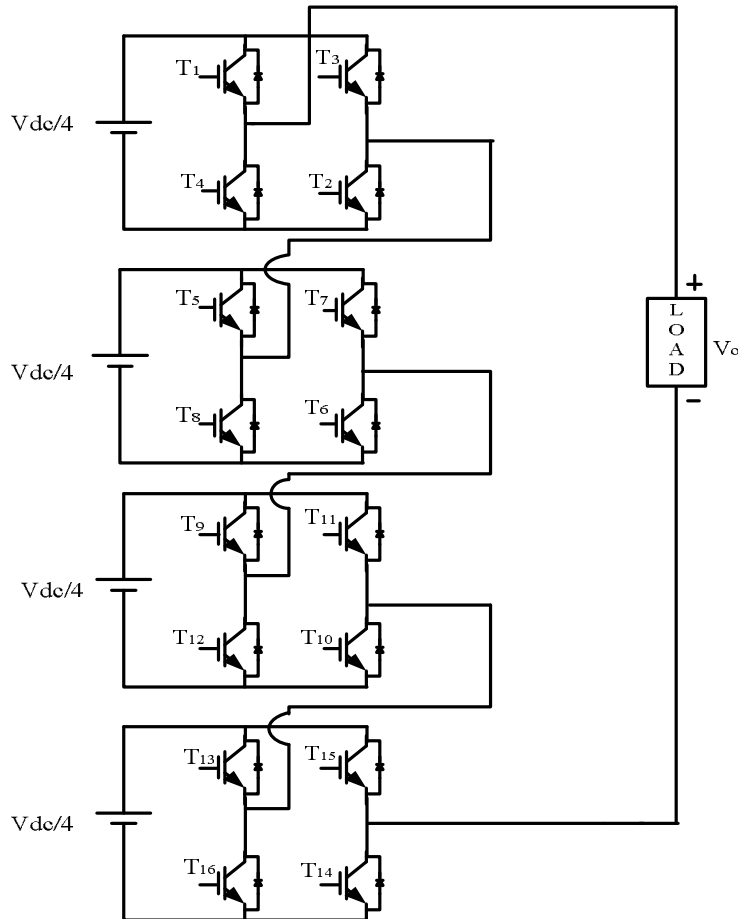 T1
T3
Vdc/4
T4
T2
T5
T7
+
LOAD
Vo
Vdc/4
T8
T6
−
T9
T11
Vdc/4
T12
T10
T13
T15
Vdc/4
T16
T14